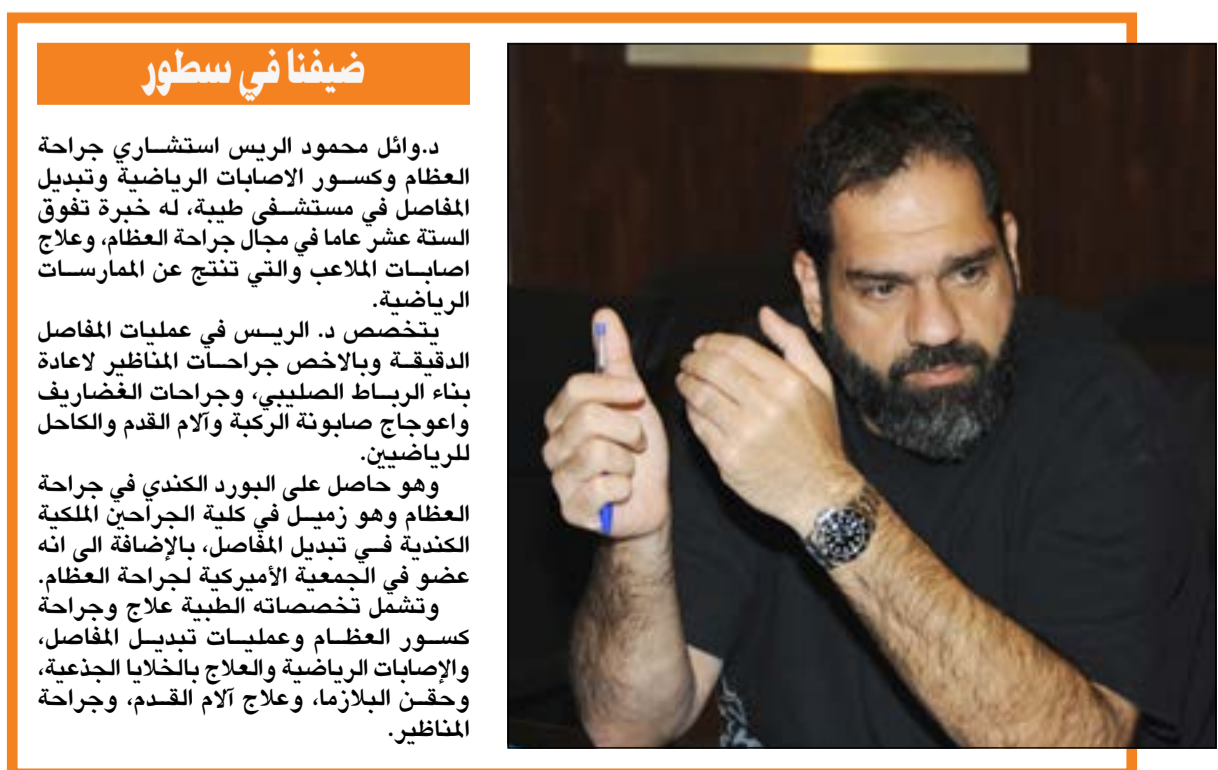 ضيفنا في سطور
د.وائل محمود الريس استشاري جراحة
العظام وكسور الاصابات الرياضية وتبديل
المفاصل في مستشفى طيبة، له خبرة تفوق
الستة عشر عاما في مجال جراحة العظام، وعلاج
اصابات الملاعب والتي تنتج عن الممارسات
الرياضية.
يتخصص د. الريس في عمليات المفاصل
الدقيقة وبالاخص جراحات المناظير لاعادة
بناء الرباط الصليبي، وجراحات الغضاريف
واعوجاج صابونة الركبة وآلام القدم والكاحل
للرياضيين.
وهو حاصل على البورد الكندي في جراحة
العظام وهو زميل في كلية الجراحين الملكية
الكندية في تبديل المفاصل، بالإضافة الى انه
عضو في الجمعية الأميركية لجراحة العظام.
وتشمل تخصصاته الطبية علاج وجراحة
كسور العظام وعمليات تبديل المفاصل،
والإصابات الرياضية والعلاج بالخلايا الجذعية،
وحقن البلازما، وعلاج آلام القدم، وجراحة
المناظير.